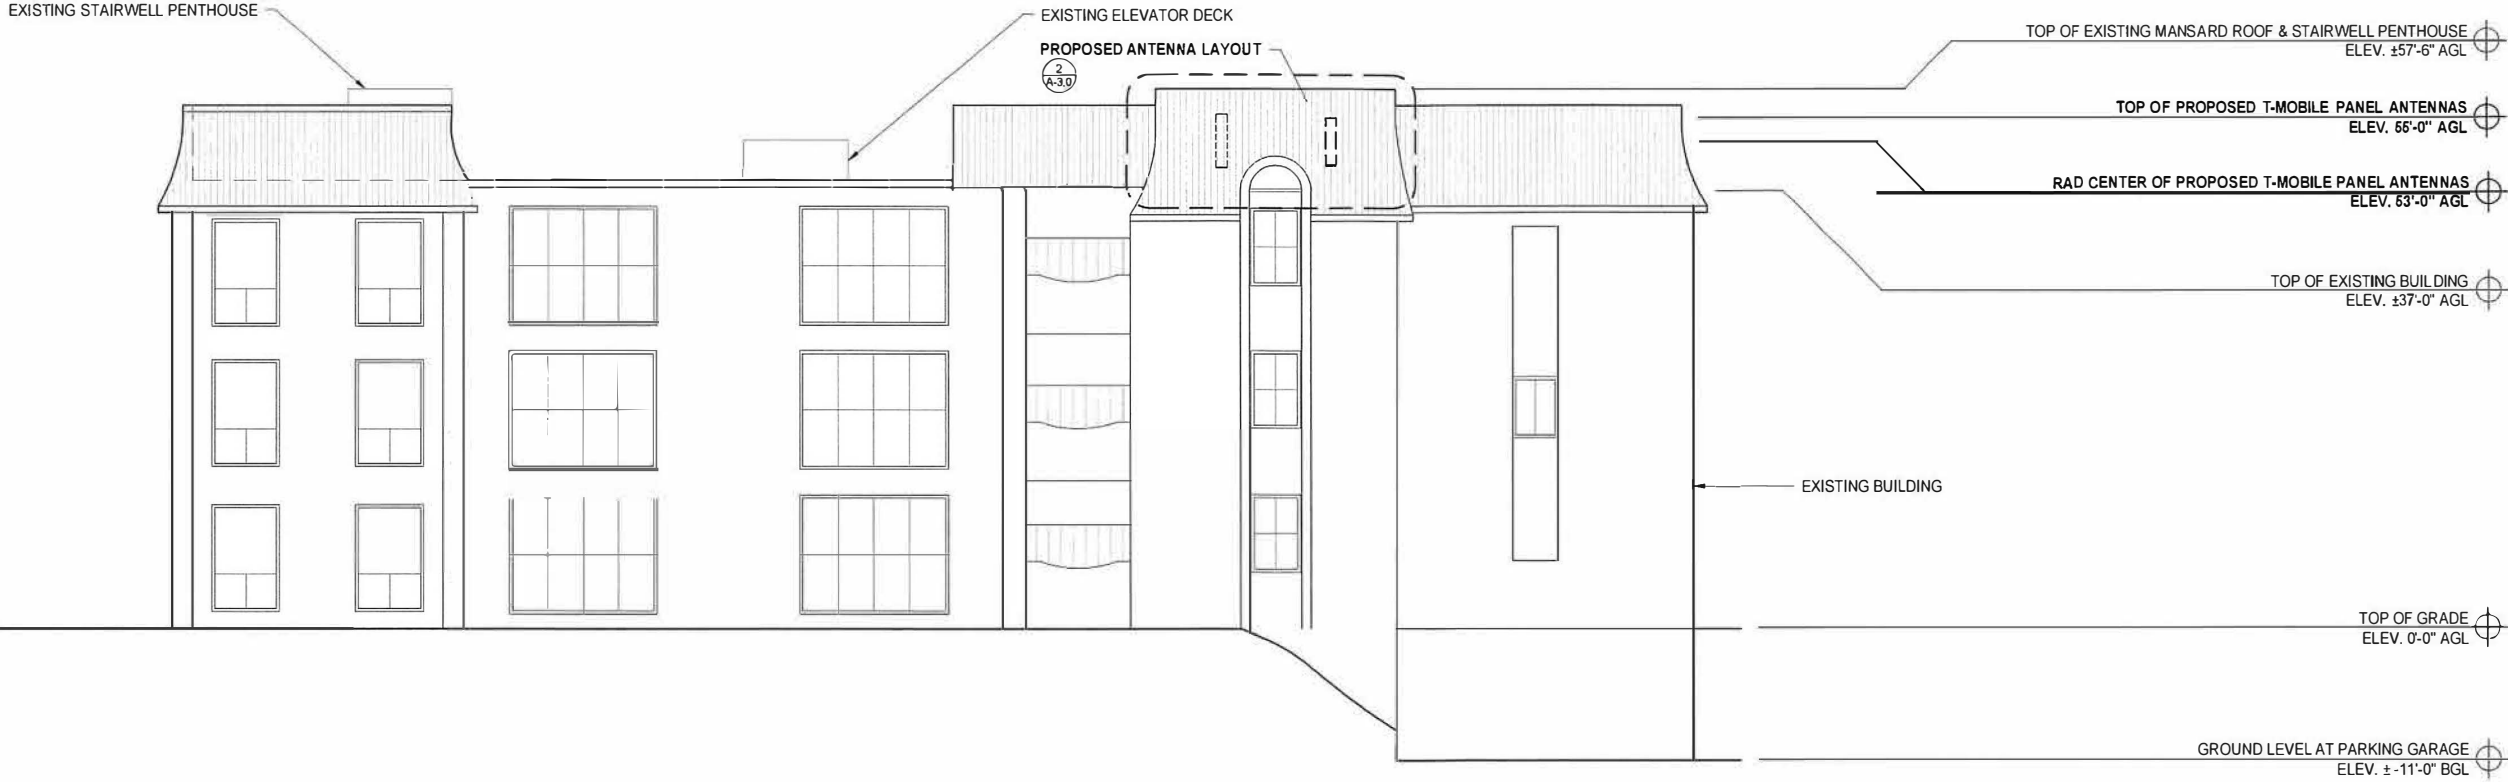 EXISTING STAIRWELL PENTHOUSE
EXISTING ELEVATOR DECK
PROPOSED ANTENNA LAYOUT
2
A-3.0
TOP OF EXISTING MANSARD ROOF & STAIRWELL PENTHOUSE
ELEV. ±57'-6" AGL
TOP OF PROPOSED T-MOBILE PANEL ANTENNAS
ELEV. 55'-0" AGL
RAD CENTER OF PROPOSED T-MOBILE PANEL ANTENNAS
ELEV. 53'-0" AGL
TOP OF EXISTING BUILDING
ELEV. ±37'-0" AGL
EXISTING BUILDING
TOP OF GRADE
ELEV. 0'-0" AGL
GROUND LEVEL AT PARKING GARAGE
ELEV. ± -11'-0" BGL